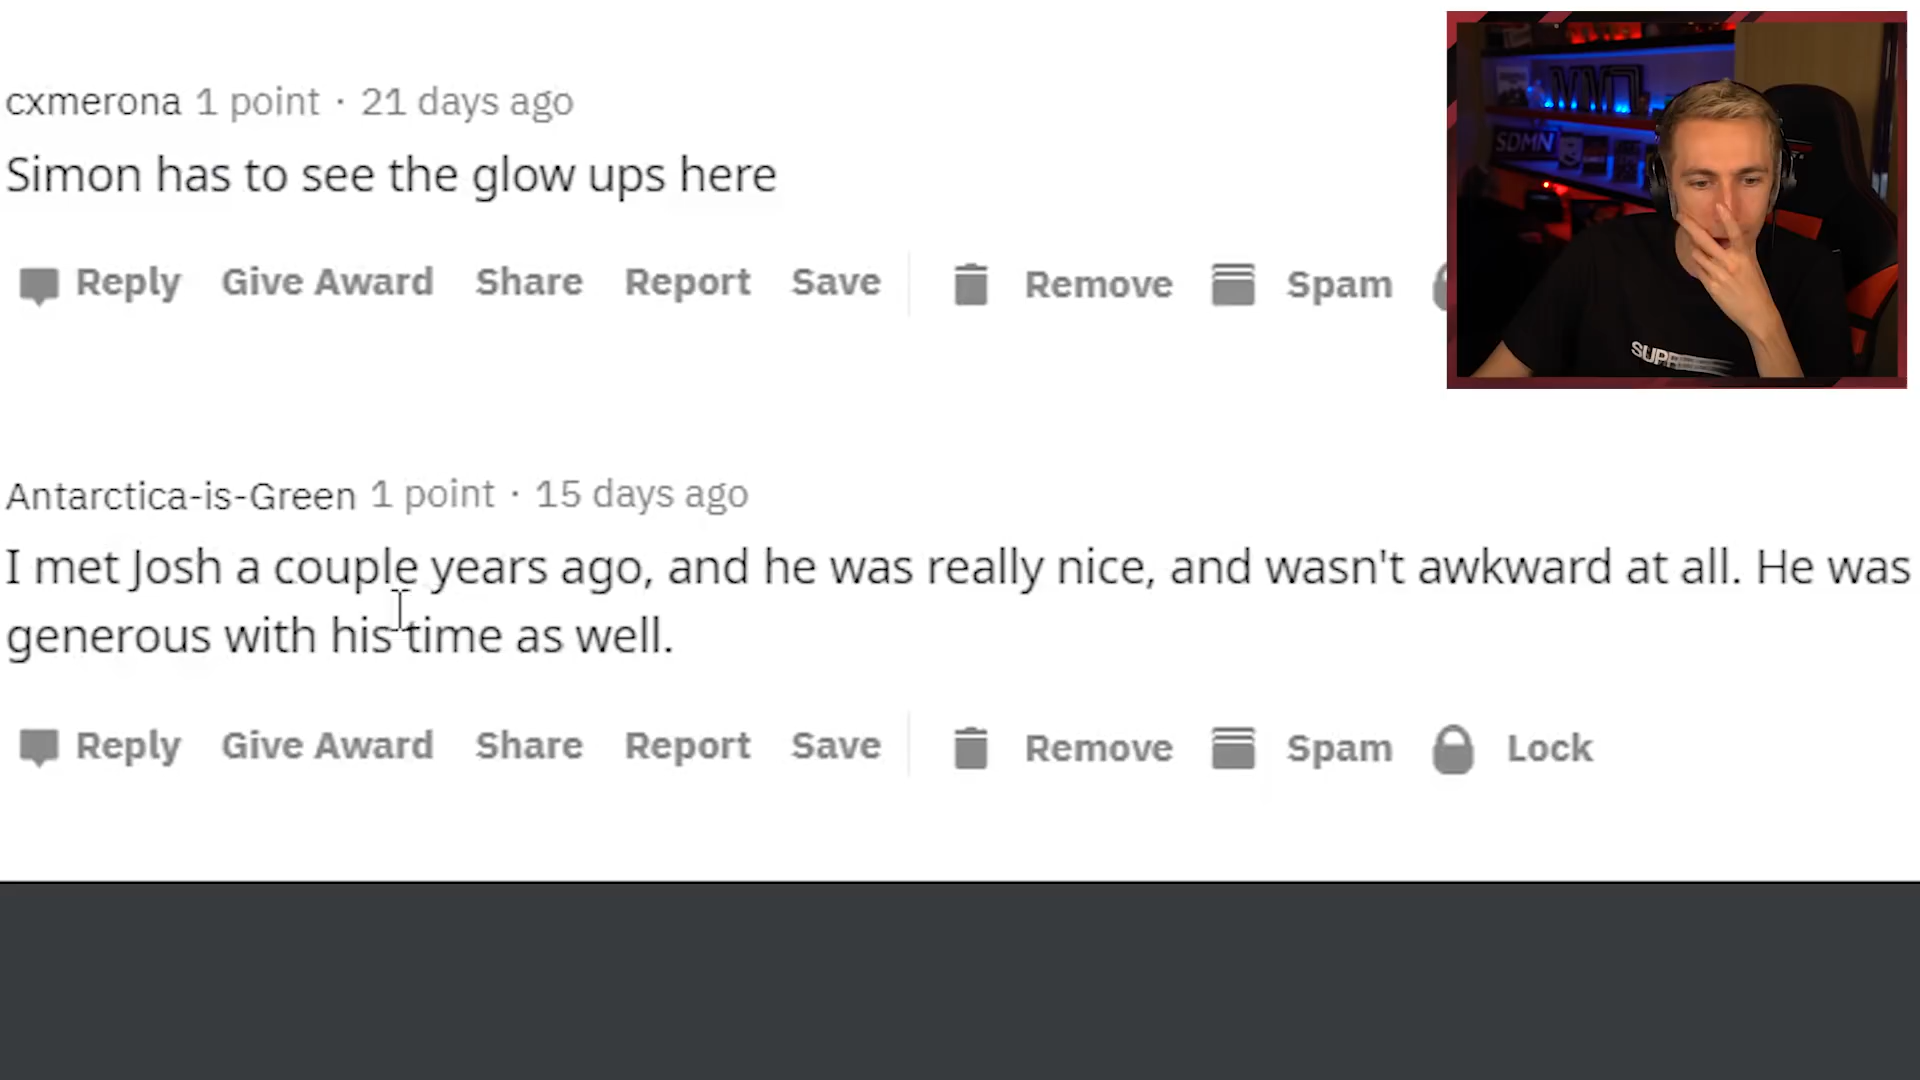 cxmerona 1 point · 21 days ago
Simon has to see the glow ups here
Reply Give Award Share Report Save Remove Spam
SDMN
Antarctica-is-Green 1 point · 15 days ago
I met Josh a couple years ago, and he was really nice, and wasn't awkward at all. He was
generous with his time as well.
Reply Give Award Share Report Save Remove Spam Lock